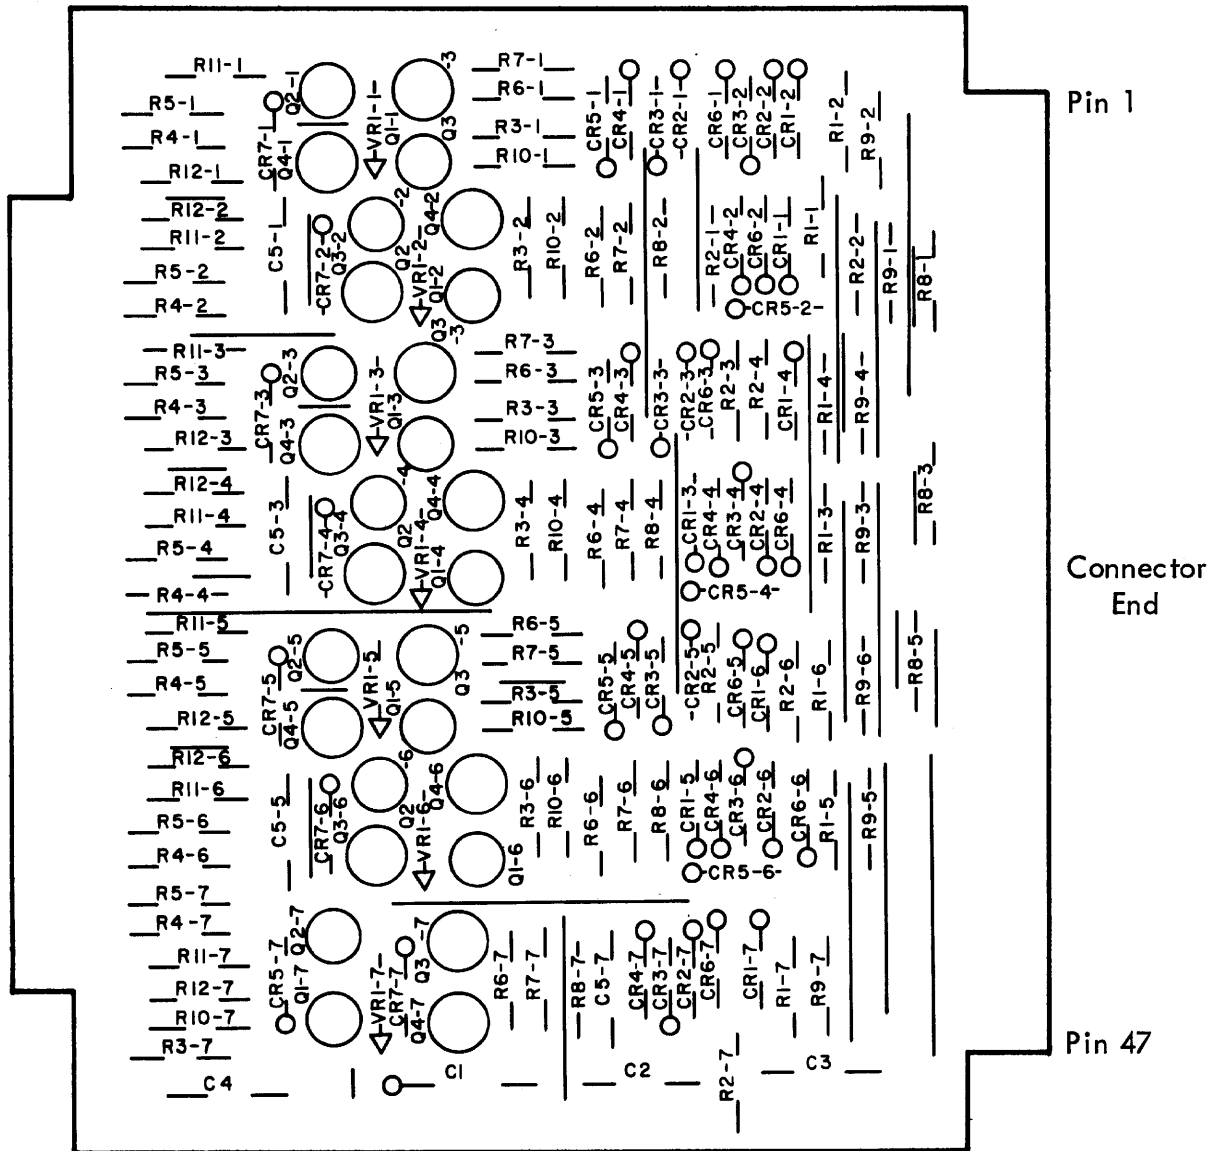 Pin 1
R11-1
Q2-1
VR1-1
Q3
-3
R7-1
R5-1
CR7-1
Q1-1
R6-1
CR5-1
CR4-1
CR3-1
CR2-1
CR6-1
CR3-2
CR2-2
CR1-2
R1-2
R9-2
R4-1
Q4-1
R3-1
R12-1
R10-1
R12-2
C5-1
CR7-2
Q3-2
Q2
-2
Q4-2
VR1-2
Q1-2
R3-2
R10-2
R6-2
R7-2
R8-2
R2-1
CR4-2
CR6-2
CR1-1
R1-1
R2-2
R9-1
R8-1
R11-2
R5-2
R4-2
CR5-2
R11-3
Q2-3
VR1-3
Q3
-3
R7-3
R5-3
CR7-3
Q1-3
R6-3
CR5-3
CR4-3
CR3-3
CR2-3
CR6-3
R2-3
R2-4
CR1-4
R1-4
R9-4
R4-3
Q4-3
R3-3
R12-3
R10-3
R12-4
C5-3
CR7-4
Q3-4
Q2
-4
Q4-4
VR1-4
Q1-4
R3-4
R10-4
R6-4
R7-4
R8-4
CR1-3
CR4-4
CR3-4
CR2-4
CR6-4
R1-3
R9-3
R8-3
R11-4
R5-4
R4-4
CR5-4
Connector
End
R11-5
Q2-5
VR1-5
Q3
-5
R6-5
R5-5
CR7-5
Q1-5
R7-5
CR5-5
CR4-5
CR3-5
CR2-5
R2-5
CR6-5
CR1-6
R2-6
R1-6
R9-6
R8-5
R4-5
Q4-5
R3-5
R12-5
R10-5
R12-6
C5-5
CR7-6
Q3-6
Q2
-6
Q4-6
VR1-6
Q1-6
R3-6
R10-6
R6-6
R7-6
R8-6
CR1-5
CR4-6
CR3-6
CR2-6
CR6-6
R1-5
R9-5
R11-6
R5-6
R4-6
CR5-6
R5-7
R4-7
Q2-7
CR5-7
Q1-7
VR1-7
CR7-7
Q3
-7
Q4-7
R6-7
R7-7
R8-7
C5-7
CR4-7
CR3-7
CR2-7
CR6-7
CR1-7
R1-7
R9-7
R11-7
R12-7
R10-7
R3-7
Pin 47
C4
C1
C2
R2-7
C3